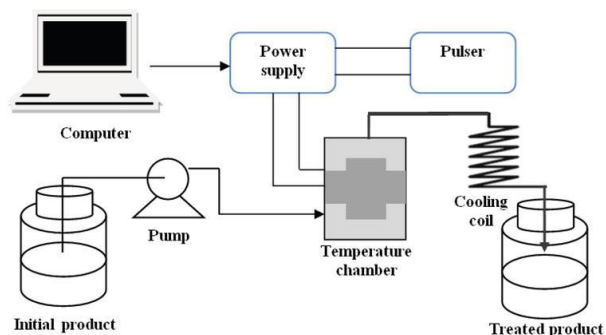 Power
supply
Pulser
Computer
Pump
Temperature
chamber
Cooling
coil
Initial product
Treated product